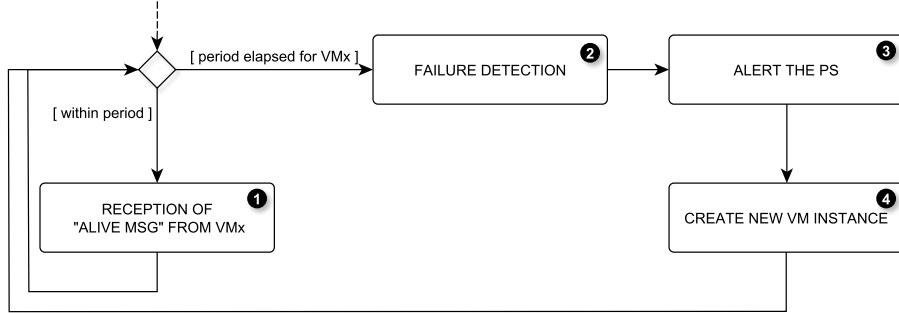 [ period elapsed for VMx ]
2
FAILURE DETECTION
3
ALERT THE PS
[ within period ]
1
RECEPTION OF
"ALIVE MSG" FROM VMx
4
CREATE NEW VM INSTANCE